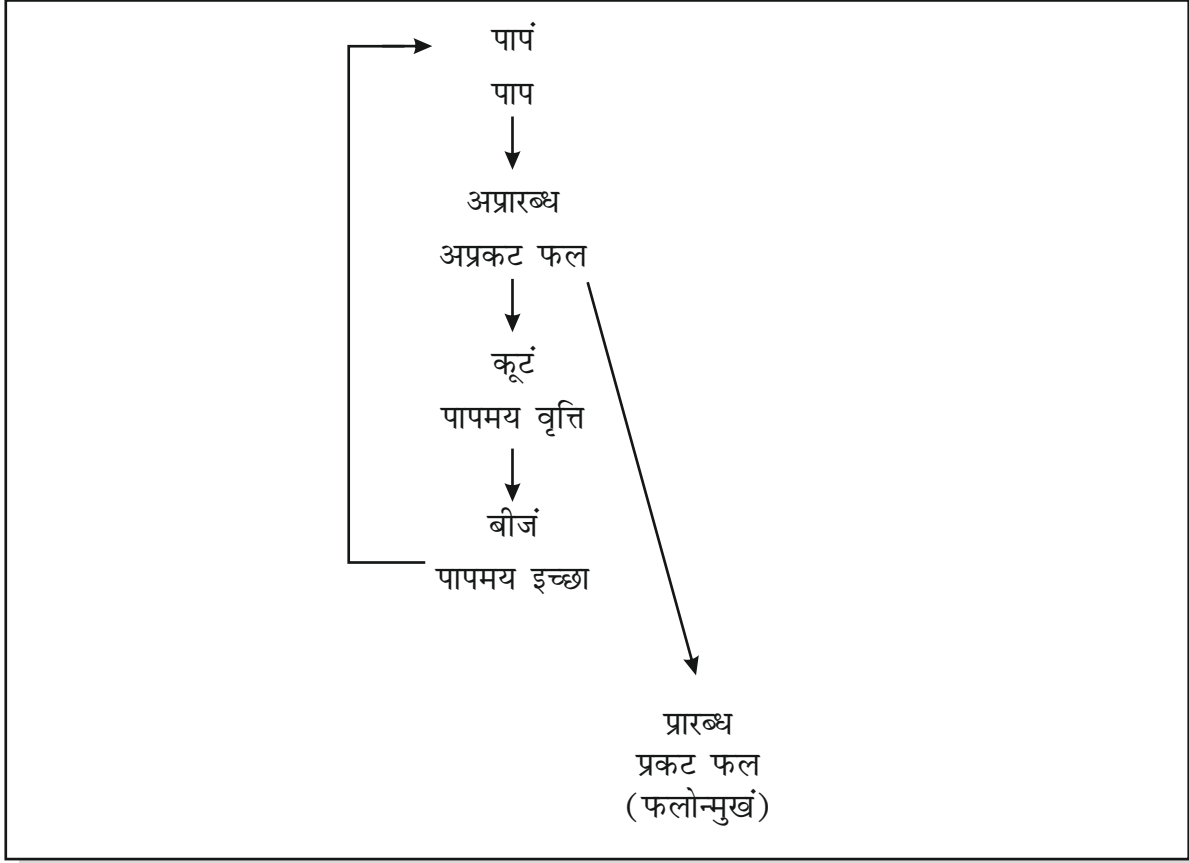 पापं
पाप
अप्रारब्ध
अप्रकट फल
कूटं
पापमय वृत्ति
बीजं
पापमय इच्छा
प्रारब्ध
प्रकट फल
(फलोन्मुखं)